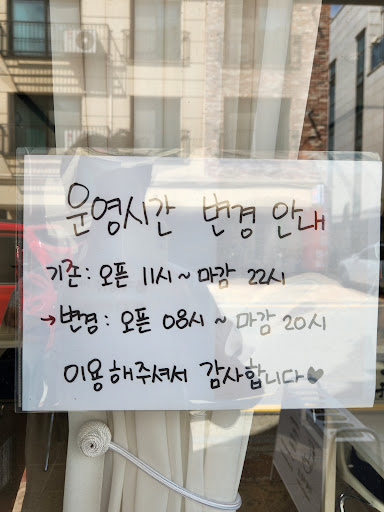 운영시간 변경 안내
기존 : 오픈 11시 ~ 마감 22시
→ 변경 : 오픈 08시 ~ 마감 20시
이용해주셔서 감사합니다♥